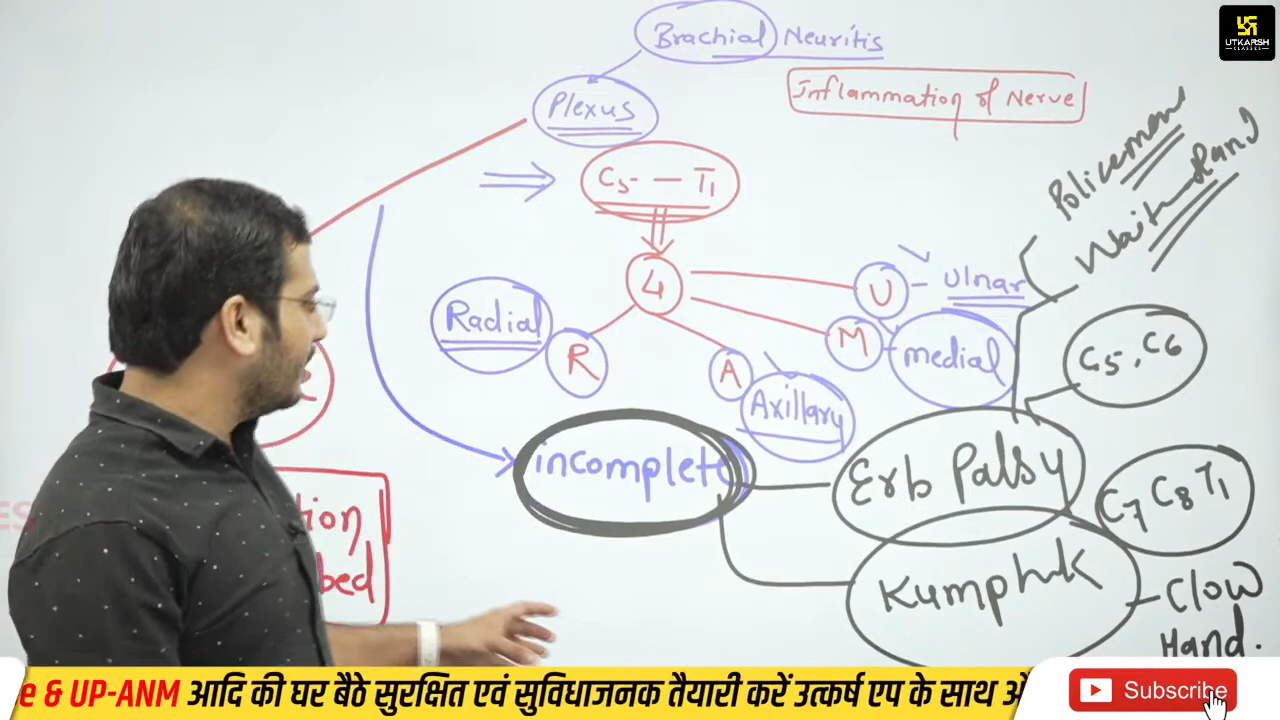 Brachial Neuritis
Plexus
Inflammation of Nerve
C5 — T1
4
U - Ulnar
M - medial
Radial
R
A
Axillary
Policeman
Waiter Hand
C5, C6
incomplete
Erb Palsy
C7 C8 T1
Kumphk
Clow
Hand.
tion
bed
ES
UTKARSH
CLASSES
e & UP-ANM आदि की घर बैठे सुरक्षित एवं सुविधाजनक तैयारी करें उत्कर्ष एप के साथ
Subscribe